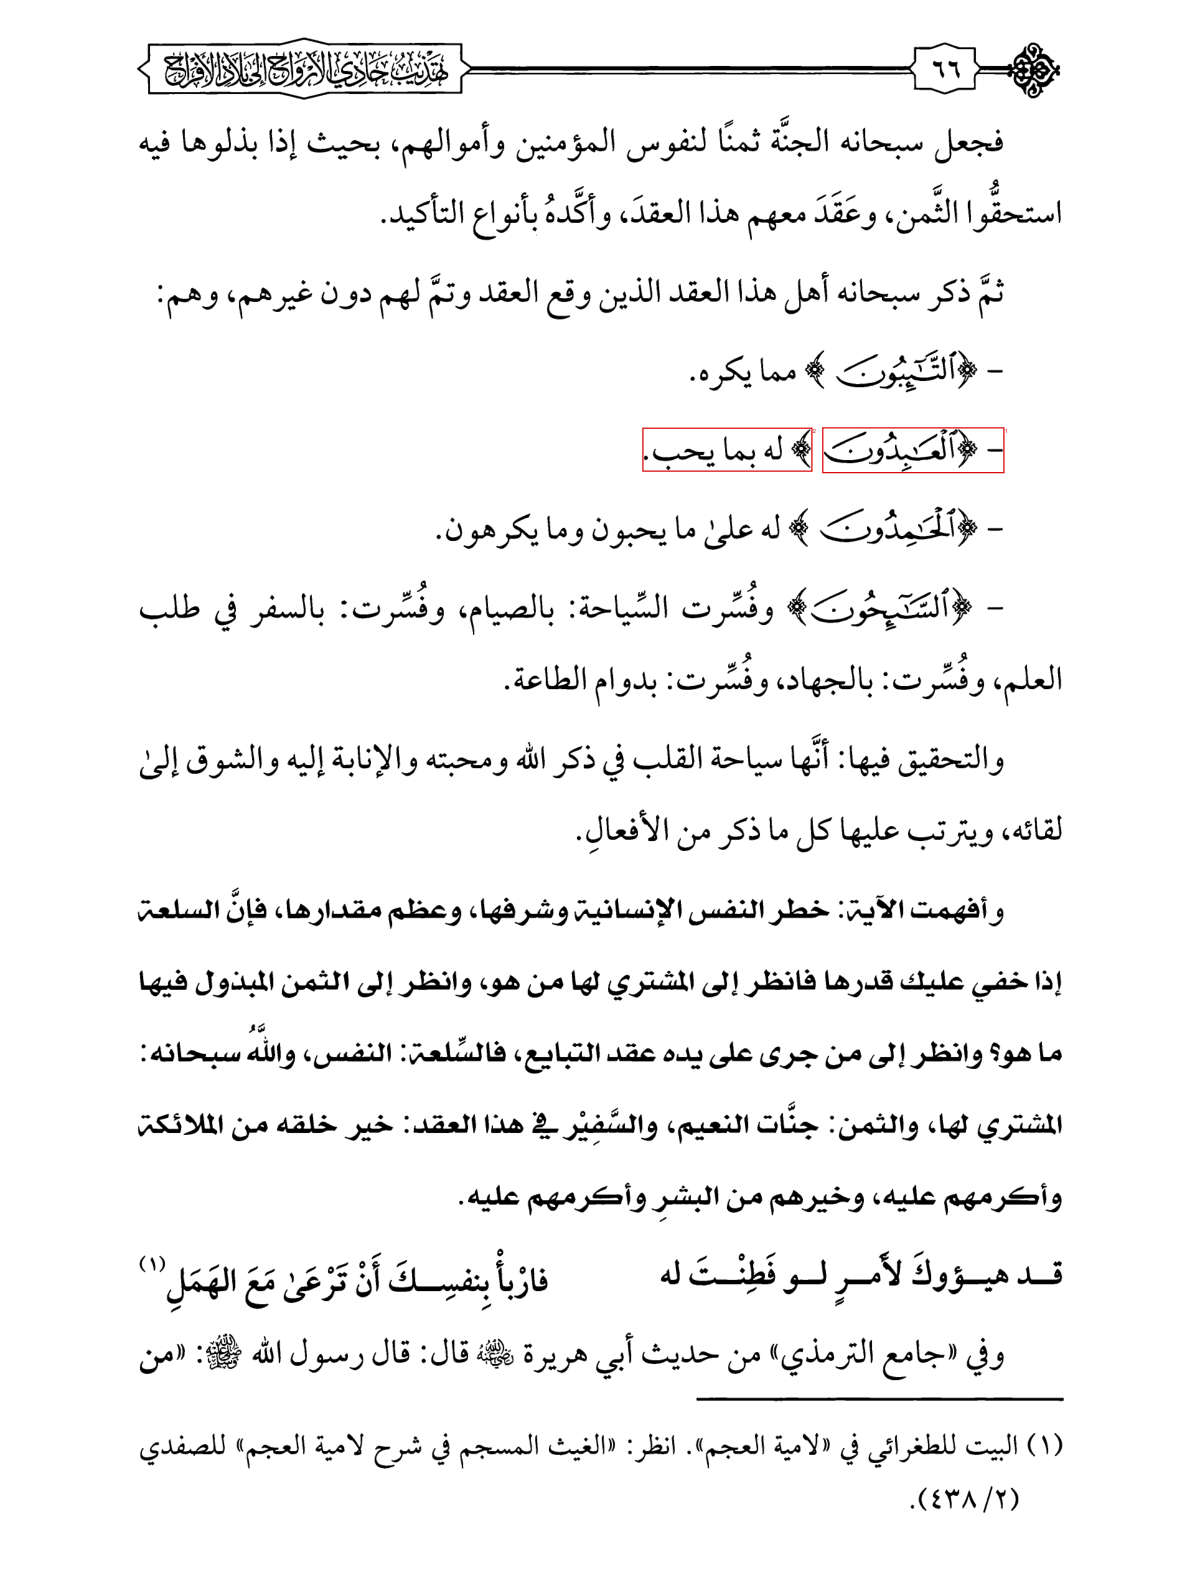 تهذيب حادي الأرواح إلى بلاد الأفراح
٦٦
فجعل سبحانه الجنَّة ثمنًا لنفوس المؤمنين وأموالهم، بحيث إذا بذلوها فيه
استحقُّوا الثَّمن، وعَقَدَ معهم هذا العقدَ، وأكَّدهُ بأنواع التأكيد.
ثمَّ ذكر سبحانه أهل هذا العقد الذين وقع العقد وتمَّ لهم دون غيرهم، وهم:
– ﴿ٱلتَّـٰٓئِبُونَ﴾ مما يكره.
– ﴿ٱلْعَـٰبِدُونَ﴾ له بما يحب.
– ﴿ٱلْحَـٰمِدُونَ﴾ له علىٰ ما يحبون وما يكرهون.
– ﴿ٱلسَّـٰٓئِحُونَ﴾ وفُسِّرت السِّياحة: بالصيام، وفُسِّرت: بالسفر في طلب
العلم، وفُسِّرت: بالجهاد، وفُسِّرت: بدوام الطاعة.
والتحقيق فيها: أنَّها سياحة القلب في ذكر الله ومحبته والإنابة إليه والشوق إلىٰ
لقائه، ويترتب عليها كل ما ذكر من الأفعالِ.
وأفهمت الآية: خطر النفس الإنسانية وشرفها، وعظم مقدارها، فإنَّ السلعة
إذا خفي عليك قدرها فانظر إلى المشتري لها من هو، وانظر إلى الثمن المبذول فيها
ما هو؟ وانظر إلى من جرى على يده عقد التبايع، فالسِّلعة: النفس، واللَّهُ سبحانه:
المشتري لها، والثمن: جنَّات النعيم، والسَّفِيْر في هذا العقد: خير خلقه من الملائكة
وأكرمهم عليه، وخيرهم من البشرِ وأكرمهم عليه.
قـد هيـؤوكَ لأمـرٍ لـو فَطِنْـتَ له فارْبأْ بِنفسِـكَ أَنْ تَرْعَىٰ مَعَ الهَمَلِ(١)
وفي «جامع الترمذي» من حديث أبي هريرة رضي الله عنه قال: قال رسول الله ﷺ: «من
(١) البيت للطغرائي في «لامية العجم». انظر: «الغيث المسجم في شرح لامية العجم» للصفدي
(٢/ ٤٣٨).